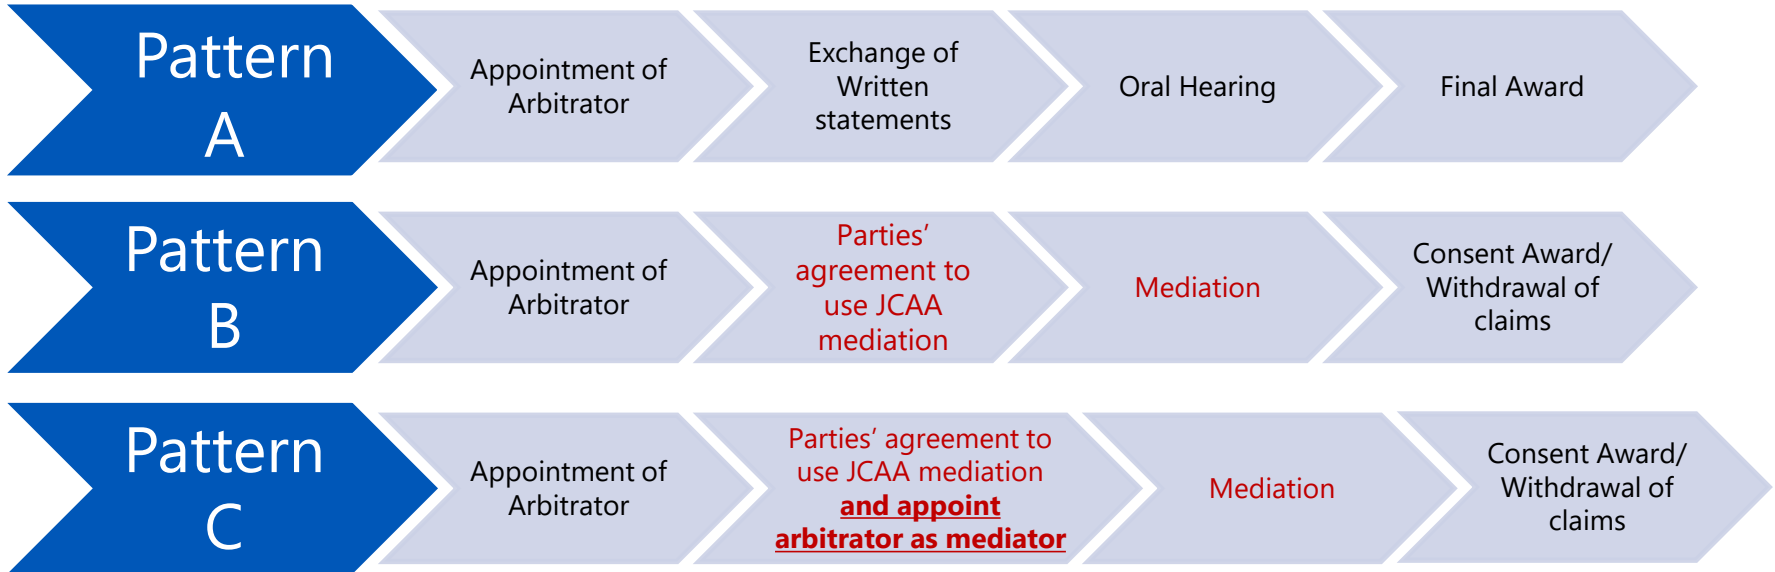 Pattern
A
Appointment of
Arbitrator
Exchange of
Written
statements
Oral Hearing
Final Award
Pattern
B
Appointment of
Arbitrator
Parties’
agreement to
use JCAA
mediation
Mediation
Consent Award/
Withdrawal of
claims
Pattern
C
Appointment of
Arbitrator
Parties’ agreement to
use JCAA mediation
and appoint
arbitrator as mediator
Mediation
Consent Award/
Withdrawal of
claims